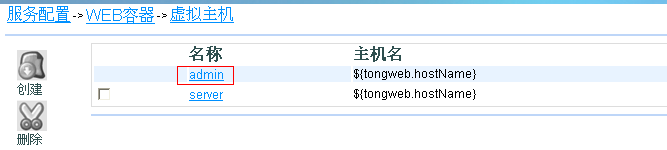 服务配置->WEB容器->虚拟主机
名称 主机名
admin ${tongweb.hostName}
server ${tongweb.hostName}
创建
删除